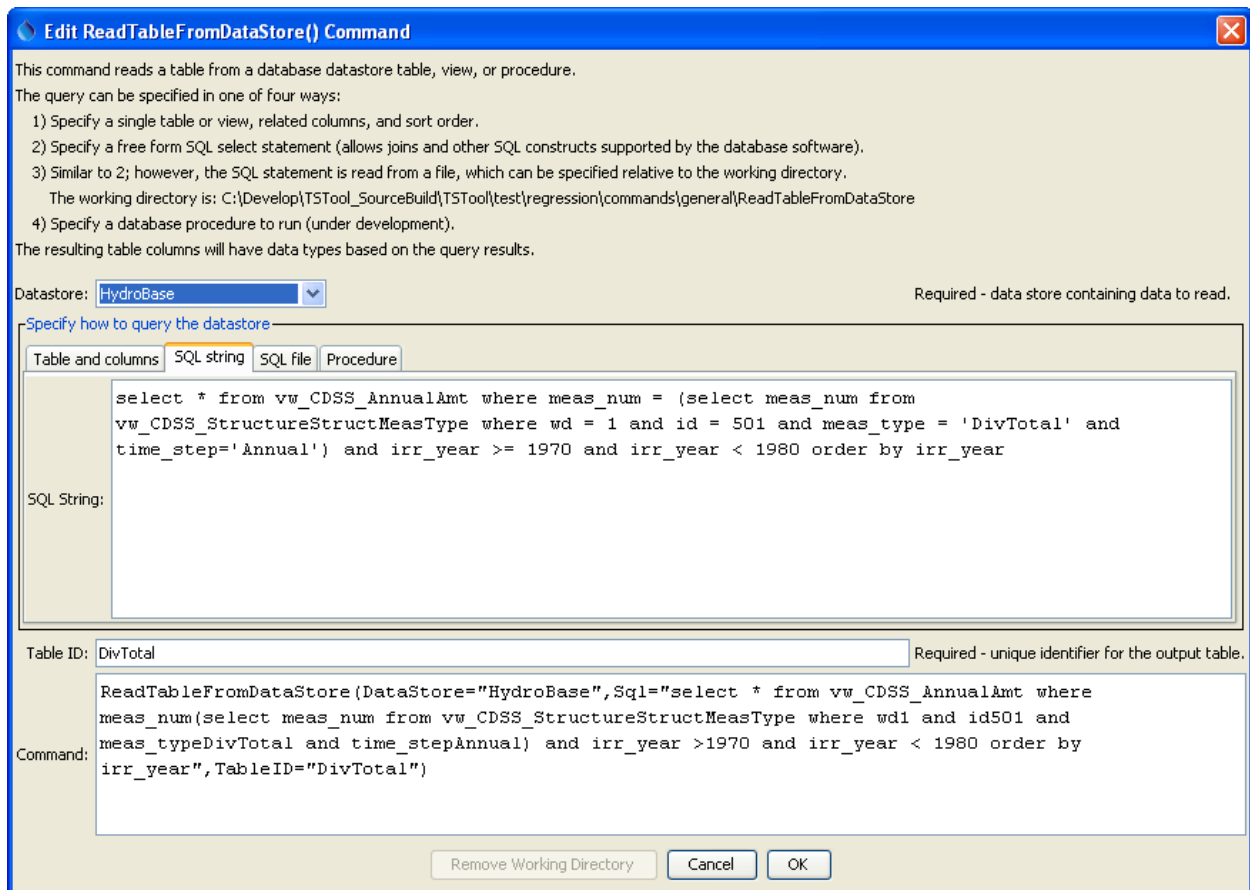 Edit ReadTableFromDataStore() Command
This command reads a table from a database datastore table, view, or procedure.
The query can be specified in one of four ways:
1) Specify a single table or view, related columns, and sort order.
2) Specify a free form SQL select statement (allows joins and other SQL constructs supported by the database software).
3) Similar to 2; however, the SQL statement is read from a file, which can be specified relative to the working directory.
The working directory is: C:\Develop\TSTool_SourceBuild\TSTool\test\regression\commands\general\ReadTableFromDataStore
4) Specify a database procedure to run (under development).
The resulting table columns will have data types based on the query results.
Datastore: HydroBase Required - data store containing data to read.
Specify how to query the datastore
Table and columns SQL string SQL file Procedure
select * from vw_CDSS_AnnualAmt where meas_num = (select meas_num from
vw_CDSS_StructureStructMeasType where wd = 1 and id = 501 and meas_type = 'DivTotal' and
time_step='Annual') and irr_year >= 1970 and irr_year < 1980 order by irr_year
SQL String:
Table ID: DivTotal Required - unique identifier for the output table.
ReadTableFromDataStore(DataStore="HydroBase",Sql="select * from vw_CDSS_AnnualAmt where
meas_num(select meas_num from vw_CDSS_StructureStructMeasType where wd1 and id501 and
meas_typeDivTotal and time_stepAnnual) and irr_year >1970 and irr_year < 1980 order by
Command:
irr_year",TableID="DivTotal")
Remove Working Directory Cancel OK